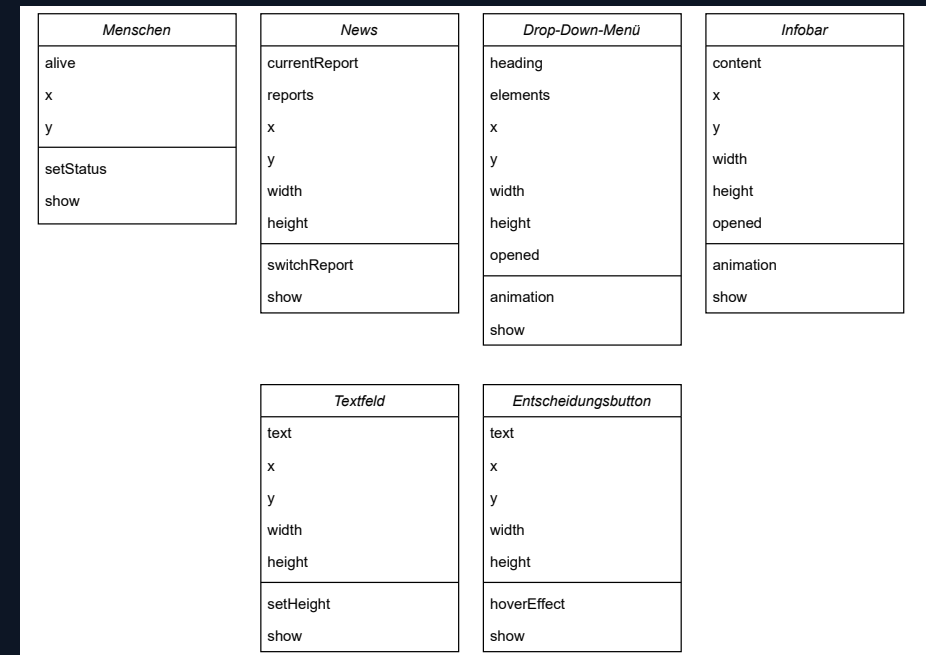 Menschen
alive
x
y
setStatus
show
News
currentReport
reports
x
y
width
height
switchReport
show
Drop-Down-Menü
heading
elements
x
y
width
height
opened
animation
show
Infobar
content
x
y
width
height
opened
animation
show
Textfeld
text
x
y
width
height
setHeight
show
Entscheidungsbutton
text
x
y
width
height
hoverEffect
show